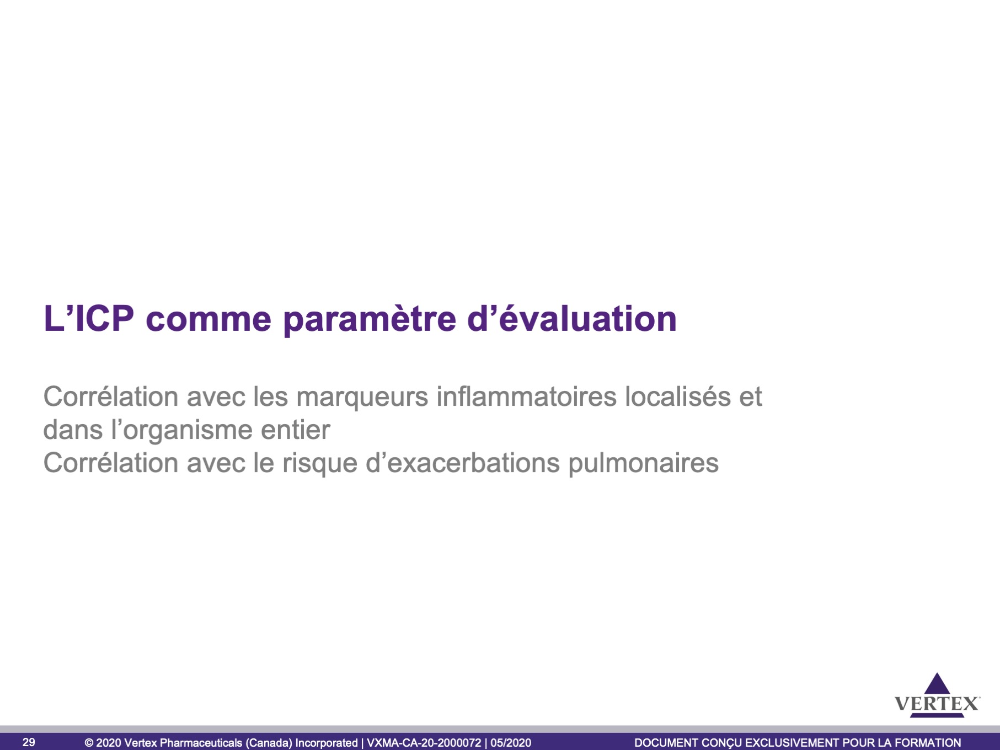 L’ICP comme paramètre d’évaluation
Corrélation avec les marqueurs inflammatoires localisés et
dans l’organisme entier
Corrélation avec le risque d’exacerbations pulmonaires
VERTEX
29 © 2020 Vertex Pharmaceuticals (Canada) Incorporated | VXMA-CA-20-2000072 | 05/2020 DOCUMENT CONÇU EXCLUSIVEMENT POUR LA FORMATION